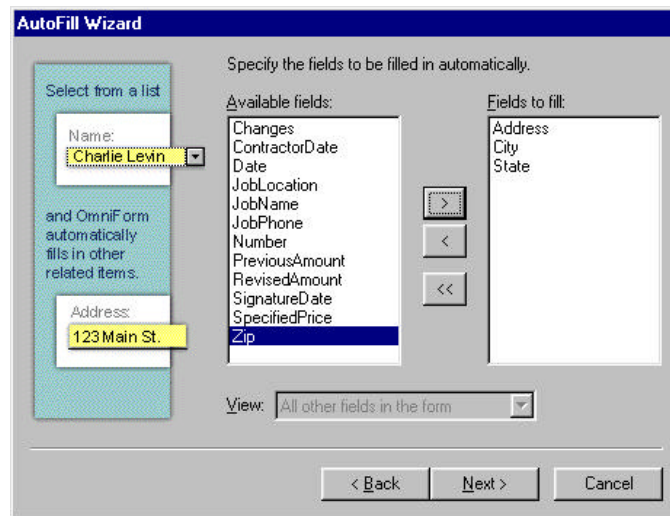 AutoFill Wizard
Select from a list
Name:
Charlie Levin
and OmniForm
automatically
fills in other
related items.
Address:
123 Main St.
Specify the fields to be filled in automatically.
Available fields:
Changes
ContractorDate
Date
JobLocation
JobName
JobPhone
Number
PreviousAmount
RevisedAmount
SignatureDate
SpecifiedPrice
Zip
>
<
<<
Fields to fill:
Address
City
State
View: All other fields in the form
< Back Next > Cancel